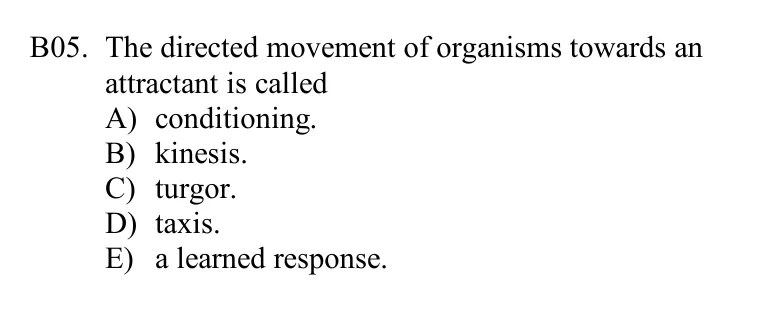 B05. The directed movement of organisms towards an
attractant is called
A) conditioning.
B) kinesis.
C) turgor.
D) taxis.
E) a learned response.